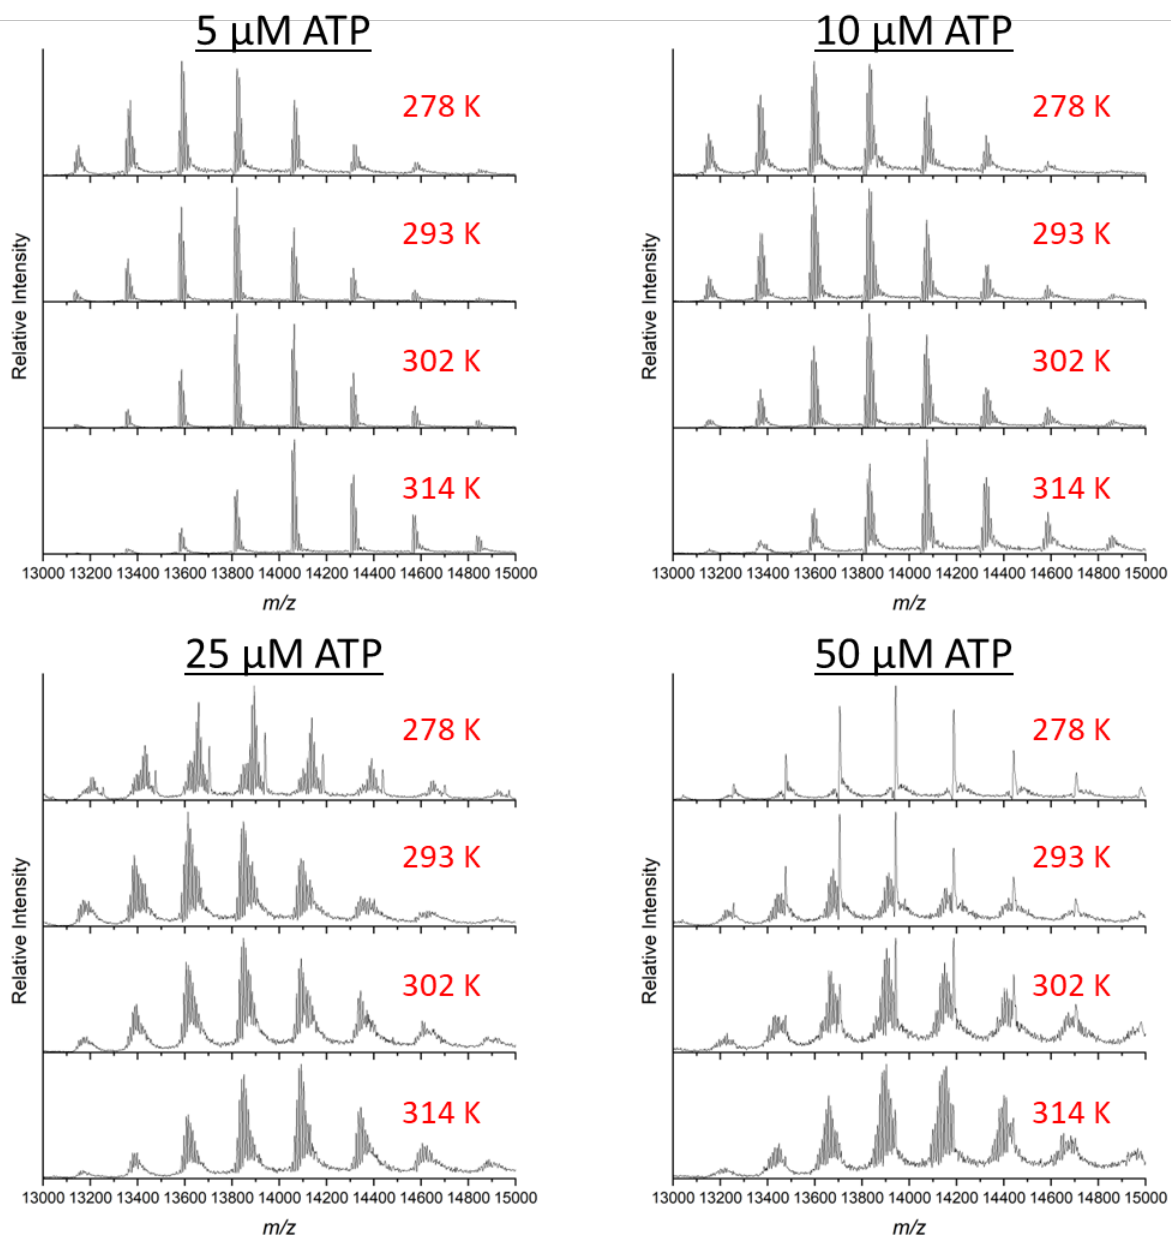 5 µM ATP
278 K
293 K
302 K
314 K
Relative Intensity
13000 13200 13400 13600 13800 14000 14200 14400 14600 14800 15000
m/z
10 µM ATP
278 K
293 K
302 K
314 K
Relative Intensity
13000 13200 13400 13600 13800 14000 14200 14400 14600 14800 15000
m/z
25 µM ATP
278 K
293 K
302 K
314 K
Relative Intensity
13000 13200 13400 13600 13800 14000 14200 14400 14600 14800 15000
m/z
50 µM ATP
278 K
293 K
302 K
314 K
Relative Intensity
13000 13200 13400 13600 13800 14000 14200 14400 14600 14800 15000
m/z